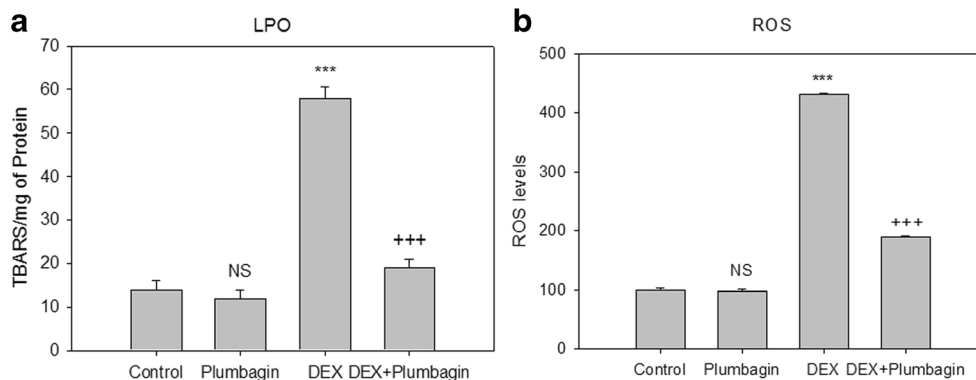 a
LPO
TBARS/mg of Protein
70
60
50
40
30
20
10
0
NS
***
+++
Control Plumbagin DEX DEX+Plumbagin
b
ROS
ROS levels
500
400
300
200
100
0
NS
***
+++
Control Plumbagin DEX DEX+Plumbagin